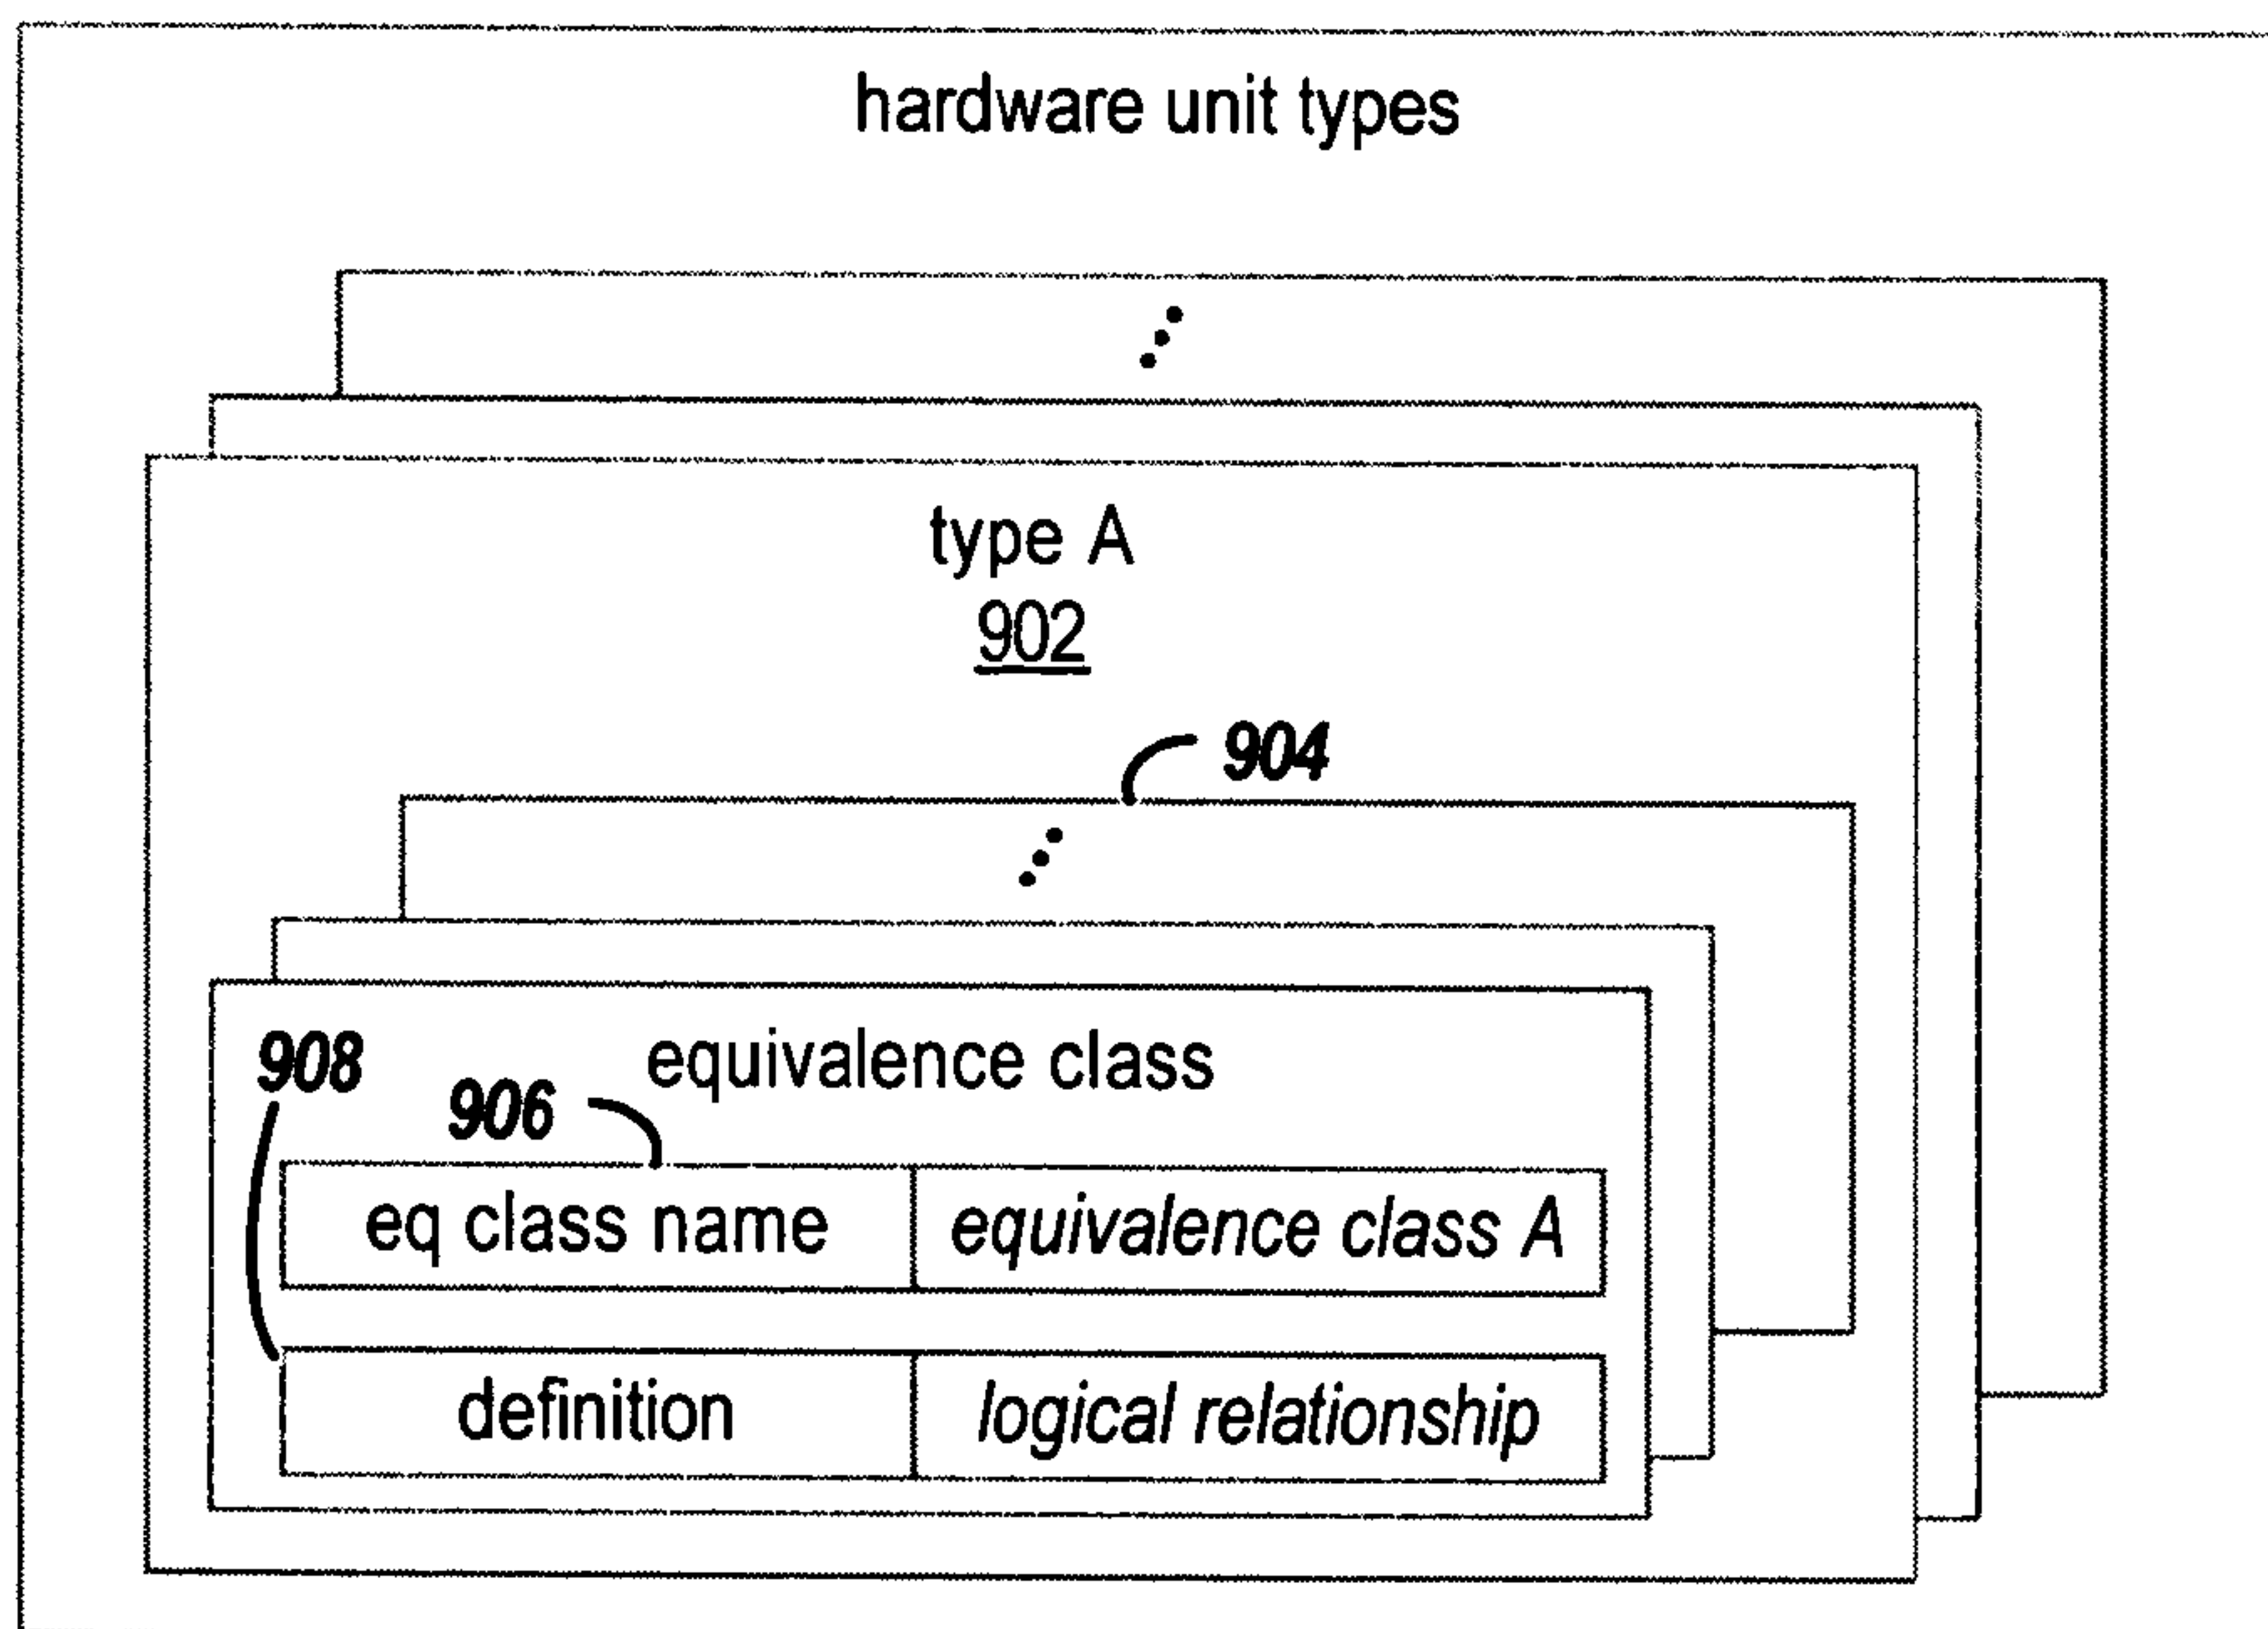 hardware unit types
type A
902
904
908
equivalence class
906
eq class name equivalence class A
definition logical relationship